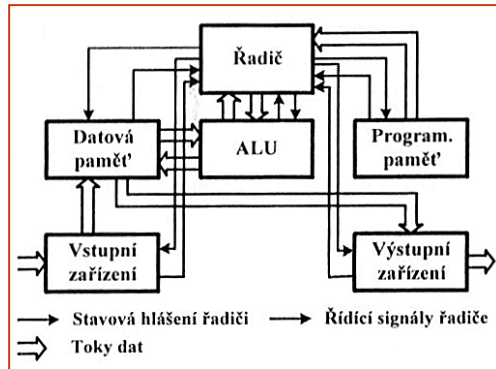 Řadič
Datová
paměť
ALU
Program.
paměť
Vstupní
zařízení
Výstupní
zařízení
Stavová hlášení řadiči
Řídící signály řadiče
Toky dat